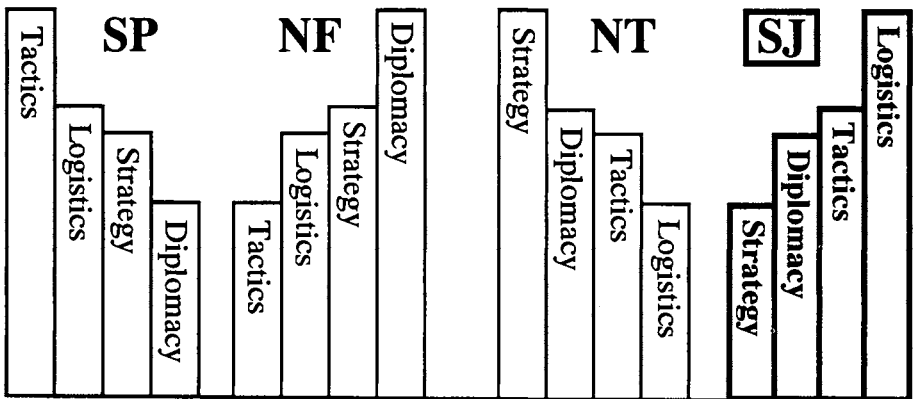 SP
Tactics
Logistics
Strategy
Diplomacy
NF
Tactics
Logistics
Strategy
Diplomacy
NT
Strategy
Diplomacy
Tactics
Logistics
SJ
Strategy
Diplomacy
Tactics
Logistics